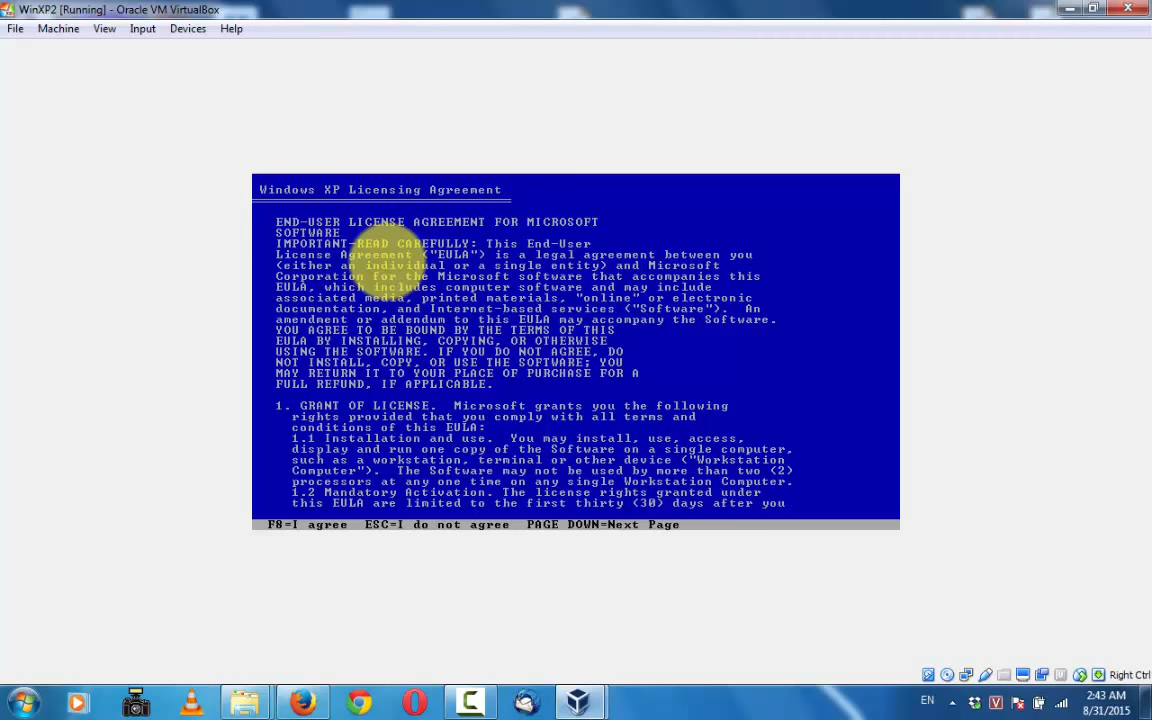 WinXP2 [Running] - Oracle VM VirtualBox
File Machine View Input Devices Help
Windows XP Licensing Agreement
END-USER LICENSE AGREEMENT FOR MICROSOFT
SOFTWARE
IMPORTANT-READ CAREFULLY: This End-User
License Agreement ("EULA") is a legal agreement between you
(either an individual or a single entity) and Microsoft
Corporation for the Microsoft software that accompanies this
EULA, which includes computer software and may include
associated media, printed materials, "online" or electronic
documentation, and Internet-based services ("Software"). An
amendment or addendum to this EULA may accompany the Software.
YOU AGREE TO BE BOUND BY THE TERMS OF THIS
EULA BY INSTALLING, COPYING, OR OTHERWISE
USING THE SOFTWARE. IF YOU DO NOT AGREE, DO
NOT INSTALL, COPY, OR USE THE SOFTWARE; YOU
MAY RETURN IT TO YOUR PLACE OF PURCHASE FOR A
FULL REFUND, IF APPLICABLE.
1. GRANT OF LICENSE. Microsoft grants you the following
rights provided that you comply with all terms and
conditions of this EULA:
1.1 Installation and use. You may install, use, access,
display and run one copy of the Software on a single computer,
such as a workstation, terminal or other device ("Workstation
Computer"). The Software may not be used by more than two (2)
processors at any one time on any single Workstation Computer.
1.2 Mandatory Activation. The license rights granted under
this EULA are limited to the first thirty (30) days after you
F8=I agree ESC=I do not agree PAGE DOWN=Next Page
Right Ctrl
EN
2:43 AM
8/31/2015